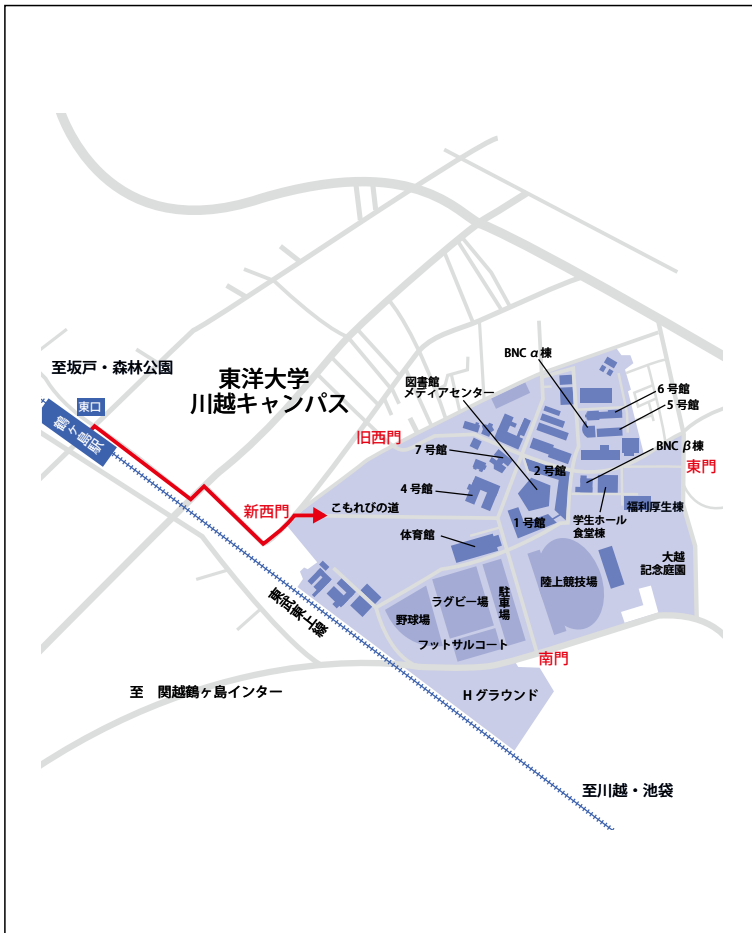 BNC α棟
至坂戸・森林公園
東洋大学
川越キャンパス
図書館
メディアセンター
6 号館
5 号館
東口
鶴ヶ島駅
旧西門
7 号館
BNC β棟
2 号館
東門
4 号館
新西門
こもれびの道
福利厚生棟
1 号館
学生ホール
食堂棟
体育館
大越
記念庭園
東武東上線
ラグビー場
駐車場
陸上競技場
野球場
フットサルコート
南門
至　関越鶴ヶ島インター
H グラウンド
至川越・池袋